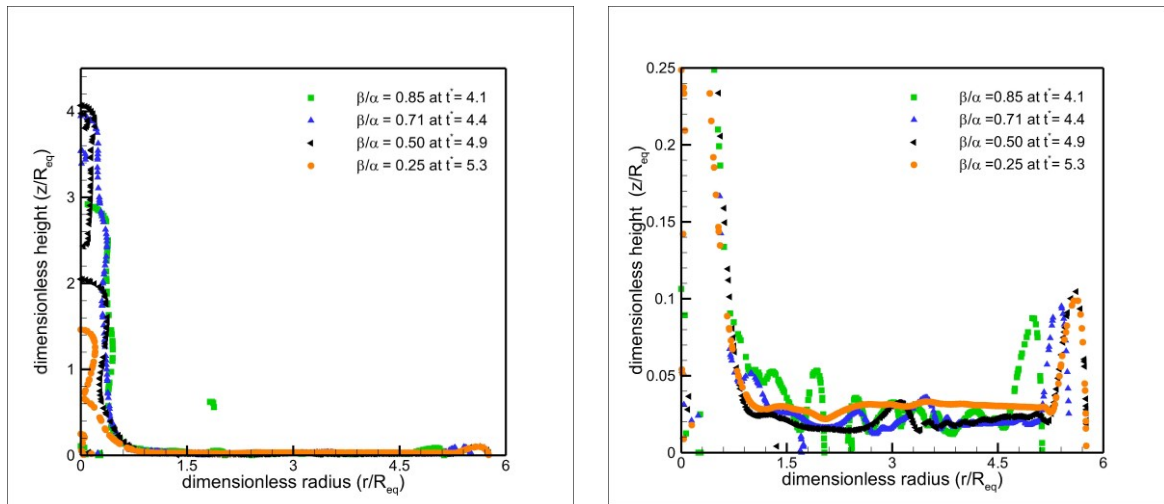 β/α = 0.85 at t*= 4.1
β/α = 0.71 at t*= 4.4
β/α = 0.50 at t*= 4.9
β/α = 0.25 at t*= 5.3
4
3
2
1
0
0
1.5
3
4.5
6
dimensionless height (z/Req)
dimensionless radius (r/Req)
β/α =0.85 at t*= 4.1
β/α =0.71 at t*= 4.4
β/α =0.50 at t*= 4.9
β/α =0.25 at t*= 5.3
0.25
0.2
0.15
0.1
0.05
0
0
1.5
3
4.5
6
dimensionless height (z/Req)
dimensionless radius (r/Req)